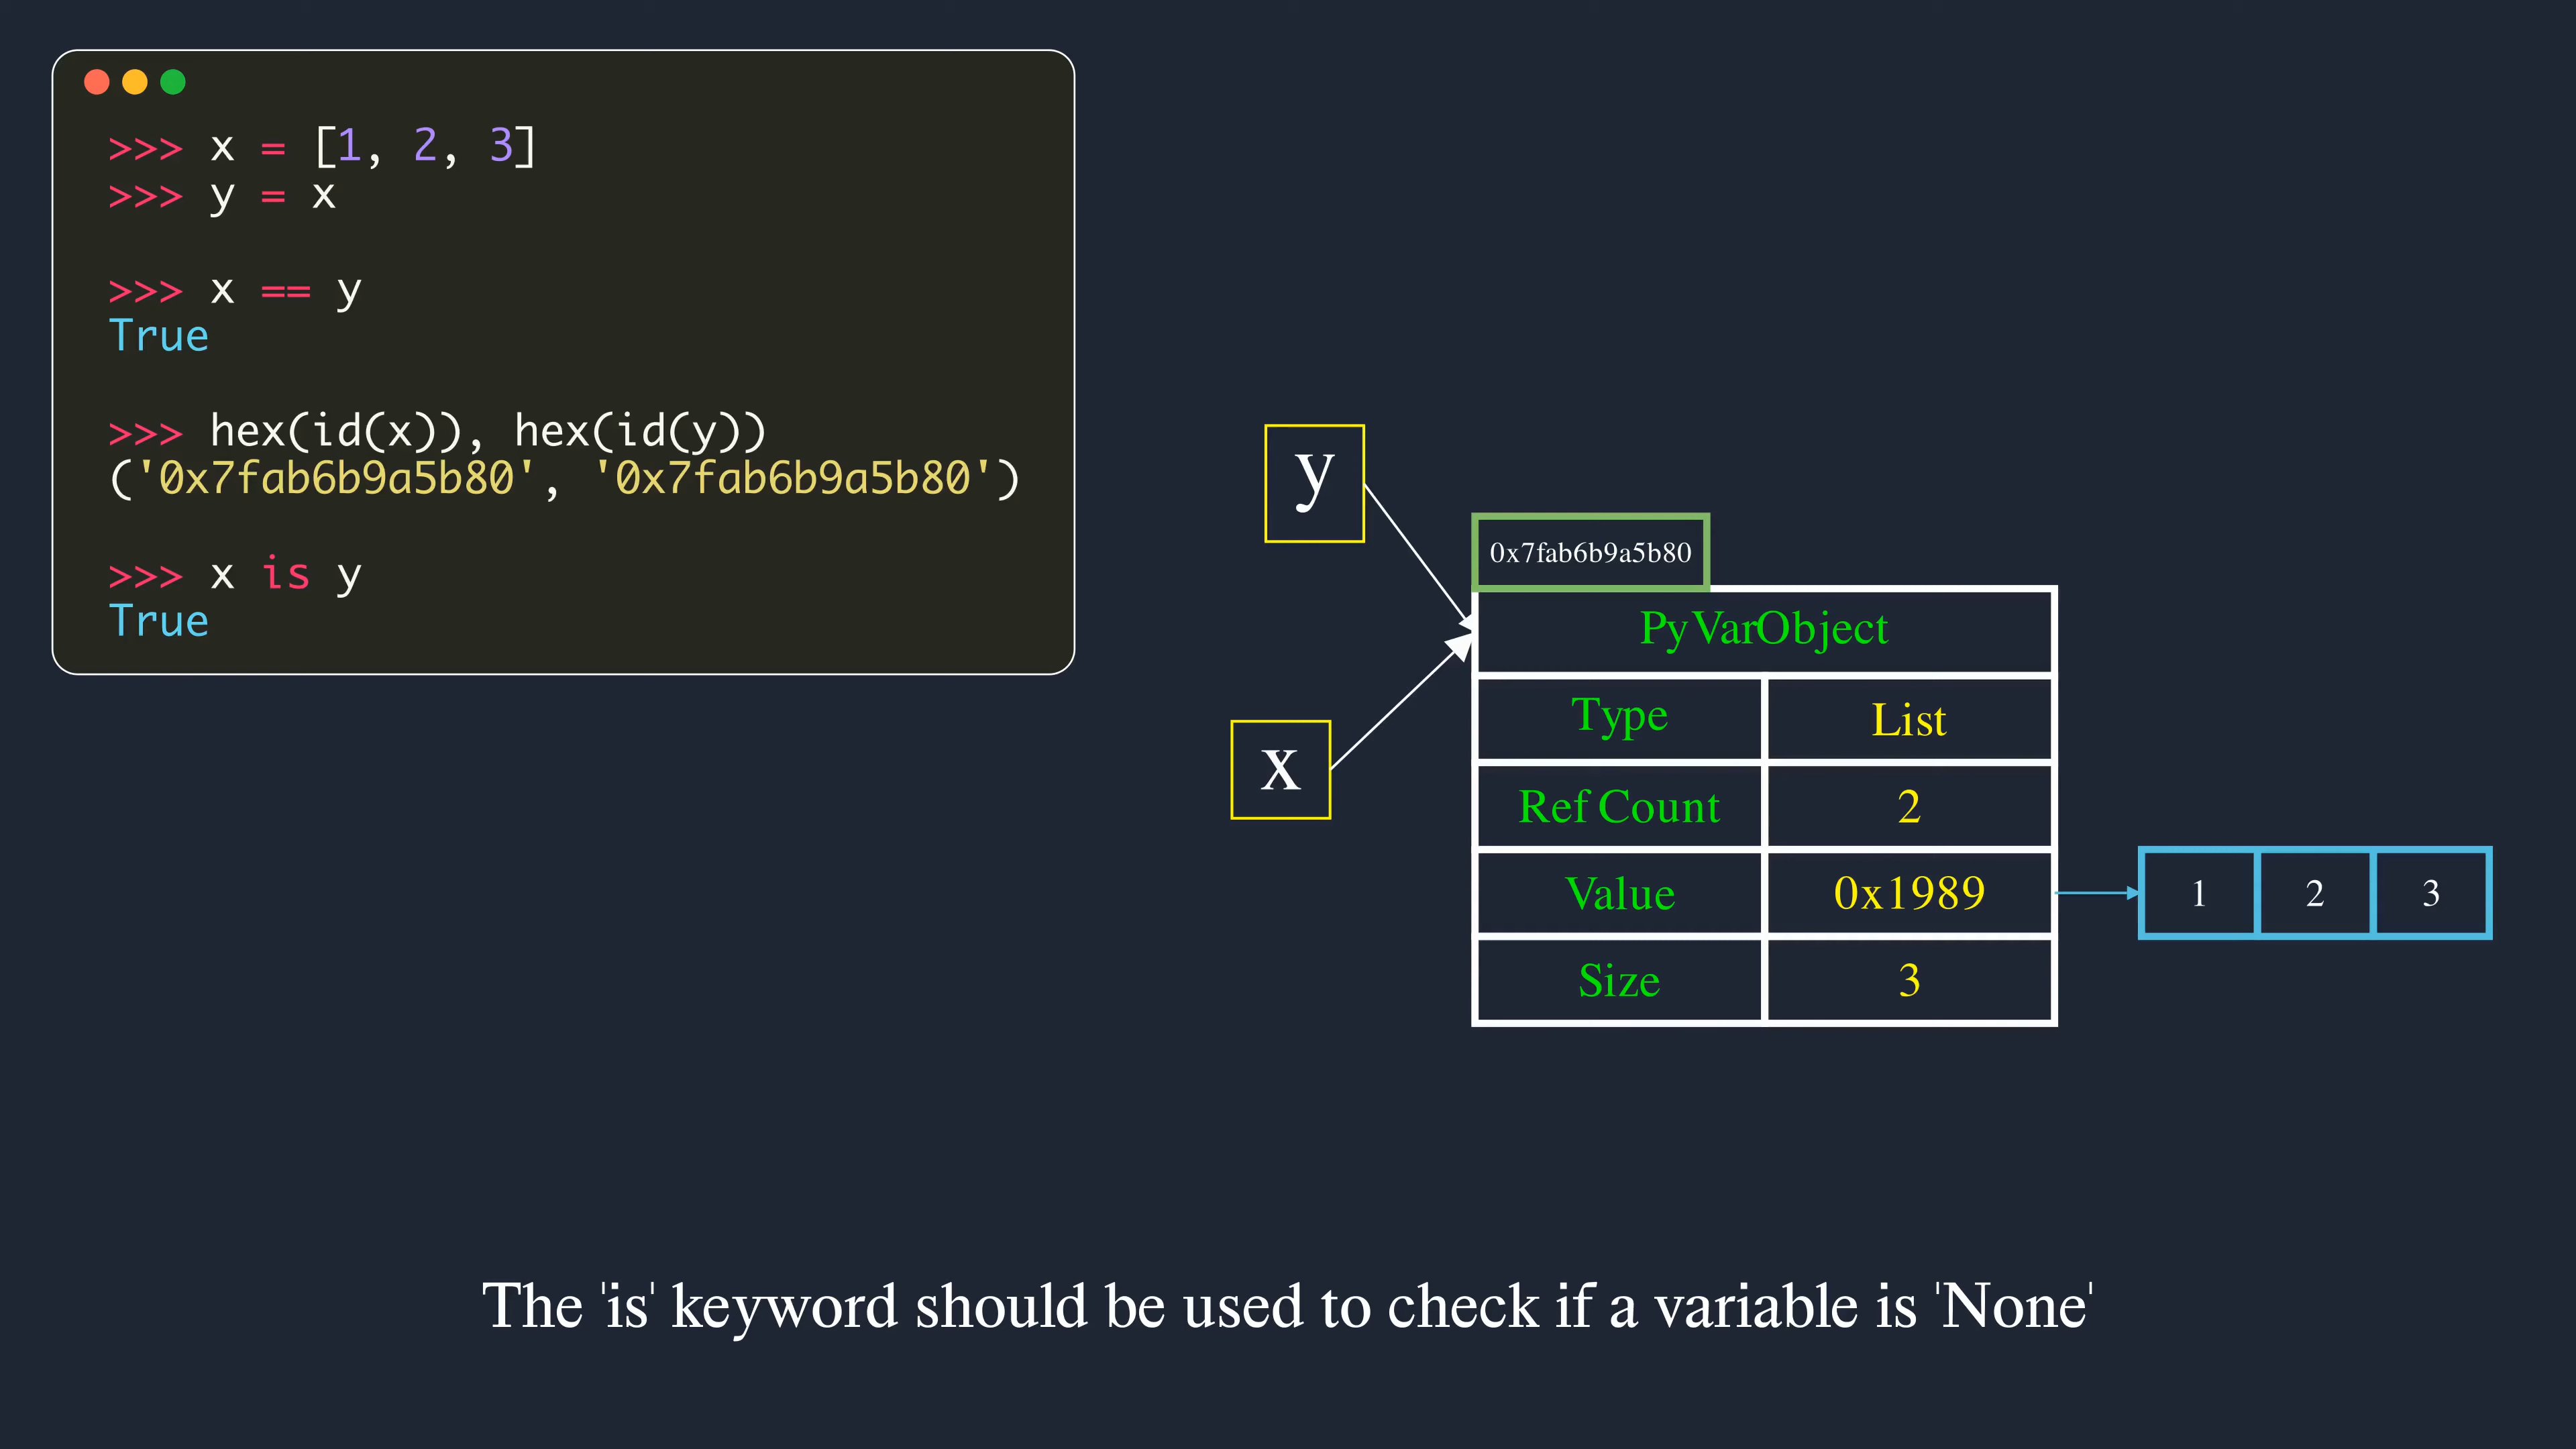 >>> x = [1, 2, 3]
>>> y = x
>>> x == y
True
>>> hex(id(x)), hex(id(y))
('0x7fab6b9a5b80', '0x7fab6b9a5b80')
>>> x is y
True
y
0x7fab6b9a5b80
PyVarObject
x
Type List
Ref Count 2
Value 0x1989
1 2 3
Size 3
The 'is' keyword should be used to check if a variable is 'None'